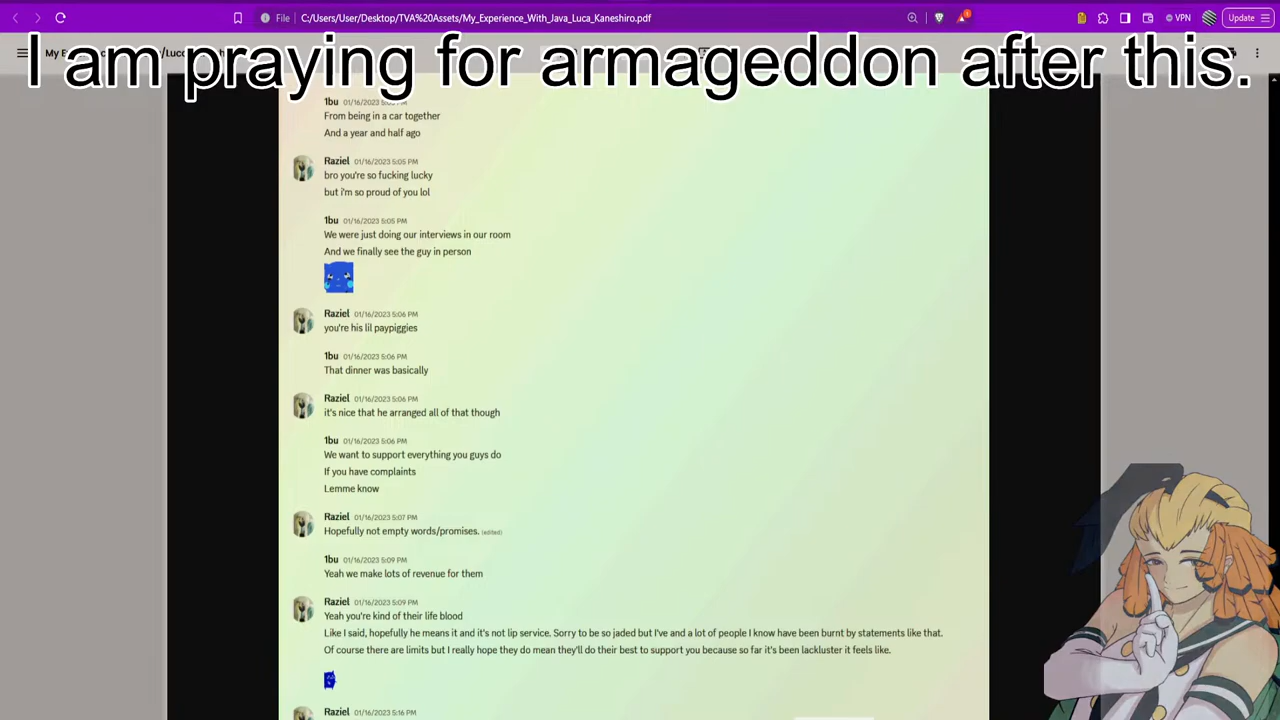 File
C:/Users/User/Desktop/TVA%20Assets/My_Experience_With_Java_Luca_Kaneshiro.pdf
VPN
Update
I am praying for armageddon after this.
1bu 01/16/2023
From being in a car together
And a year and half ago
Raziel 01/16/2023 5:05 PM
bro you're so fucking lucky
but i'm so proud of you lol
1bu 01/16/2023 5:05 PM
We were just doing our interviews in our room
And we finally see the guy in person
Raziel 01/16/2023 5:06 PM
you're his lil paypiggies
1bu 01/16/2023 5:06 PM
That dinner was basically
Raziel 01/16/2023 5:06 PM
it's nice that he arranged all of that though
1bu 01/16/2023 5:06 PM
We want to support everything you guys do
If you have complaints
Lemme know
Raziel 01/16/2023 5:07 PM
Hopefully not empty words/promises. (edited)
1bu 01/16/2023 5:09 PM
Yeah we make lots of revenue for them
Raziel 01/16/2023 5:09 PM
Yeah you're kind of their life blood
Like I said, hopefully he means it and it's not lip service. Sorry to be so jaded but I've and a lot of people I know have been burnt by statements like that.
Of course there are limits but I really hope they do mean they'll do their best to support you because so far it's been lackluster it feels like.
Raziel 01/16/2023 5:16 PM